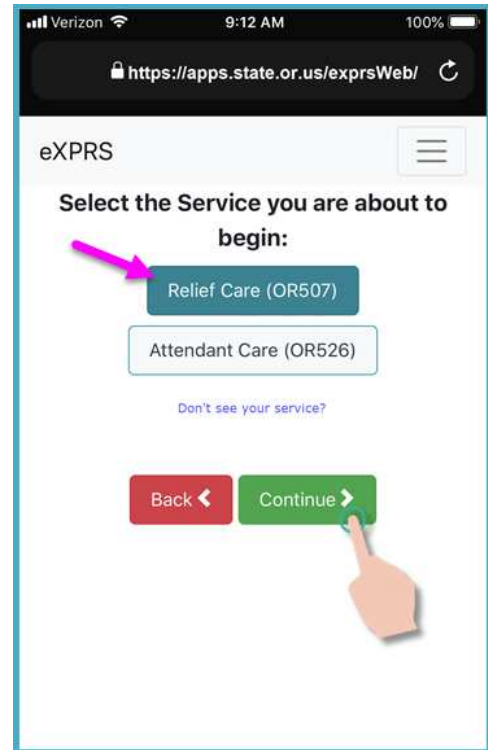 Verizon 9:12 AM 100%
https://apps.state.or.us/exprsWeb/
eXPRS
Select the Service you are about to
begin:
Relief Care (OR507)
Attendant Care (OR526)
Don't see your service?
Back Continue